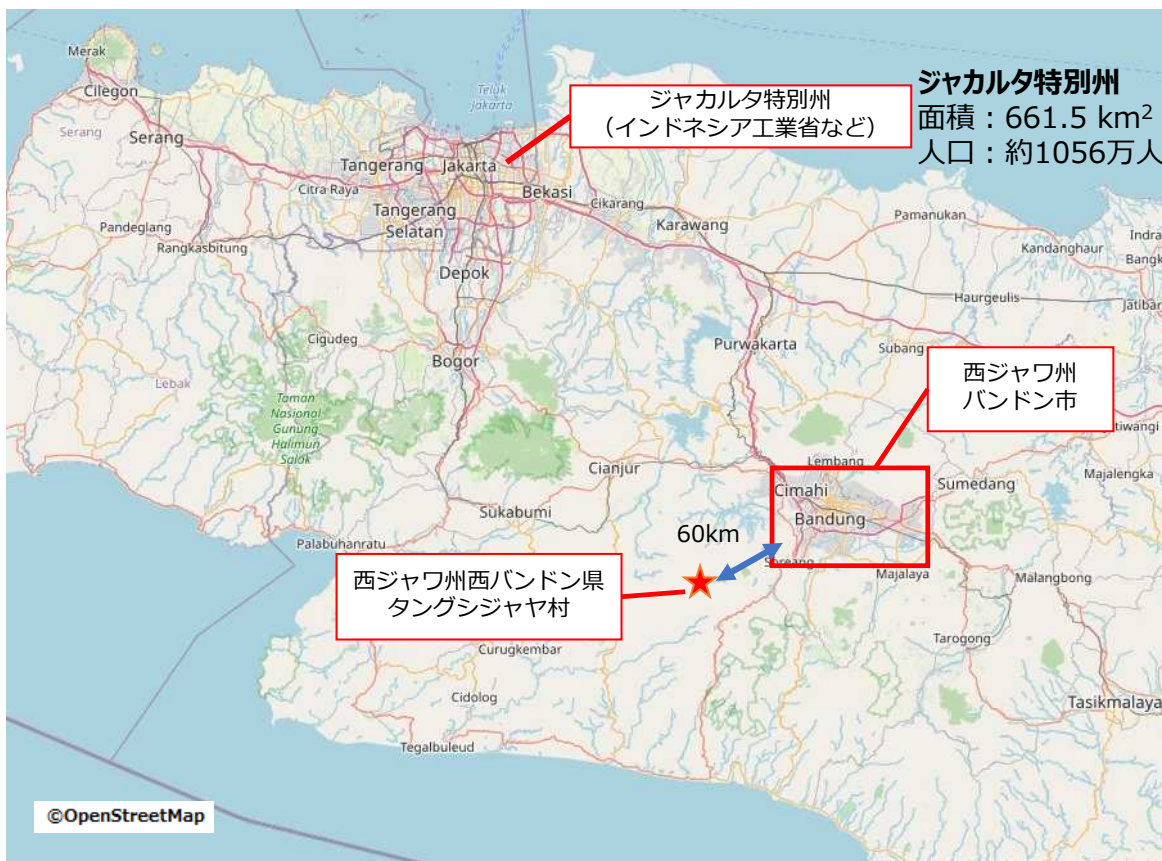 Merak
Cilegon
Serang
Serang
Teluk
Jakarta
ジャカルタ特別州
(インドネシア工業省など)
ジャカルタ特別州
面積:661.5 km²
人口:約1056万人
Tangerang
Jakarta
Citra Raya
Bekasi
Cikarang
Tangerang
Selatan
Karawang
Pamanukan
Pandeglang
Rangkasbitung
Kandanghaur
Indra
Bangk
Depok
Haurgeulis
Jatibar
Cigudeg
Purwakarta
Subang
Bogor
Lebak
Taman
Nasional
Gunung
Halimun
Salak
西ジャワ州
バンドン市
tiwangi
Cianjur
Lembang
Majalengka
Cimahi
Sumedang
Sukabumi
Bandung
Palabuhanratu
60km
Soreang
Majalaya
Malangbong
西ジャワ州西バンドン県
タングシジャヤ村
Curugkembar
Tarogong
Cidolog
Tasikmalaya
Tegalbuleud
©OpenStreetMap